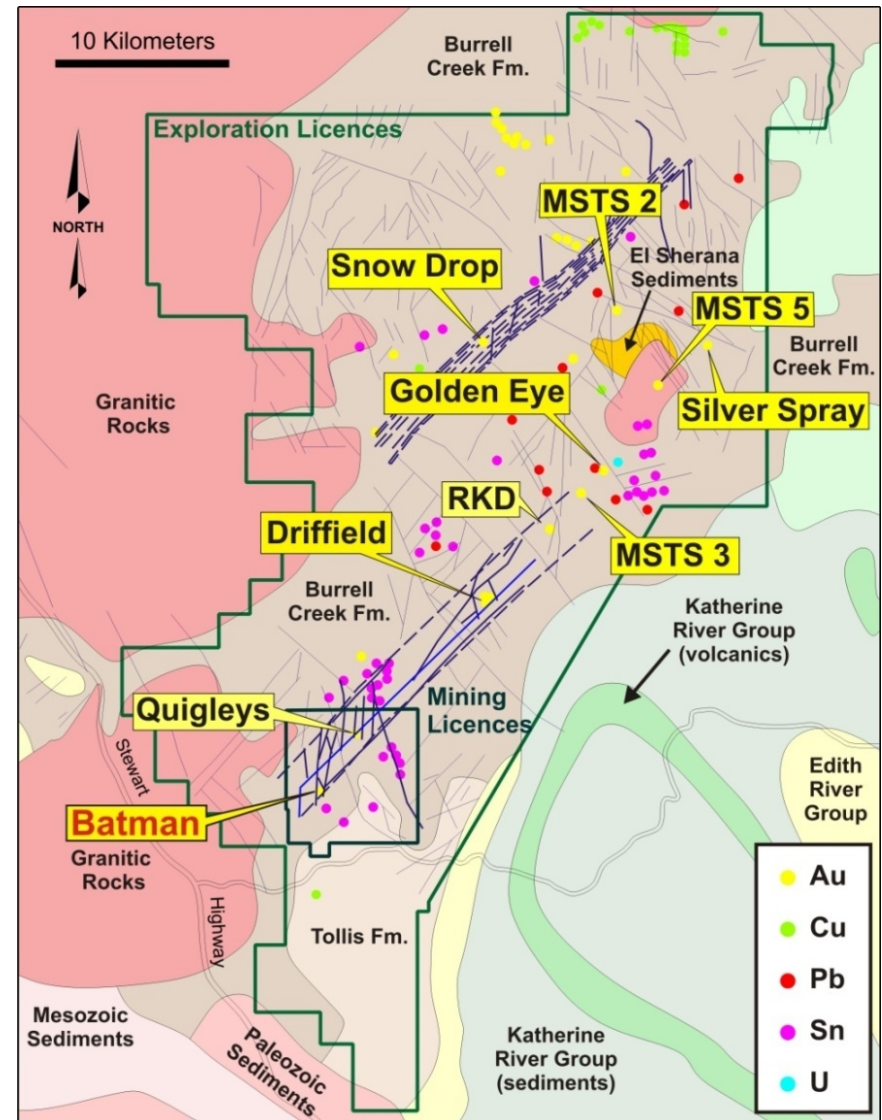 10 Kilometers
Burrell
Creek Fm.
Exploration Licences
NORTH
MSTS 2
El Sherana
Sediments
Snow Drop
MSTS 5
Burrell
Creek Fm.
Golden Eye
Silver Spray
Granitic
Rocks
RKD
Driffield
MSTS 3
Burrell
Creek Fm.
Katherine
River Group
(volcanics)
Mining
Licences
Quigleys
Stewart
Highway
Edith
River
Group
Batman
Granitic
Rocks
Tollis Fm.
Mesozoic
Sediments
Paleozoic
Sediments
Katherine
River Group
(sediments)
Au
Cu
Pb
Sn
U